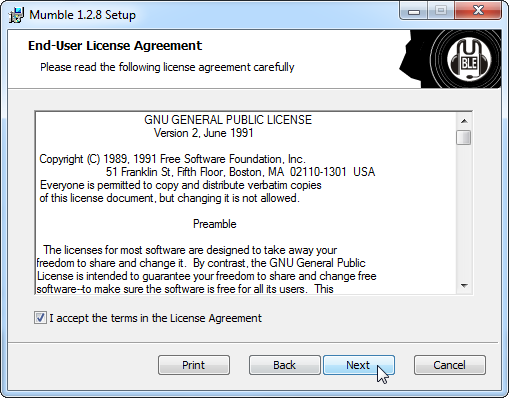 Mumble 1.2.8 Setup
End-User License Agreement
Please read the following license agreement carefully
BLE
GNU GENERAL PUBLIC LICENSE
Version 2, June 1991
Copyright (C) 1989, 1991 Free Software Foundation, Inc.
51 Franklin St, Fifth Floor, Boston, MA 02110-1301 USA
Everyone is permitted to copy and distribute verbatim copies
of this license document, but changing it is not allowed.
Preamble
The licenses for most software are designed to take away your
freedom to share and change it. By contrast, the GNU General Public
License is intended to guarantee your freedom to share and change free
software--to make sure the software is free for all its users. This
I accept the terms in the License Agreement
Print
Back
Next
Cancel